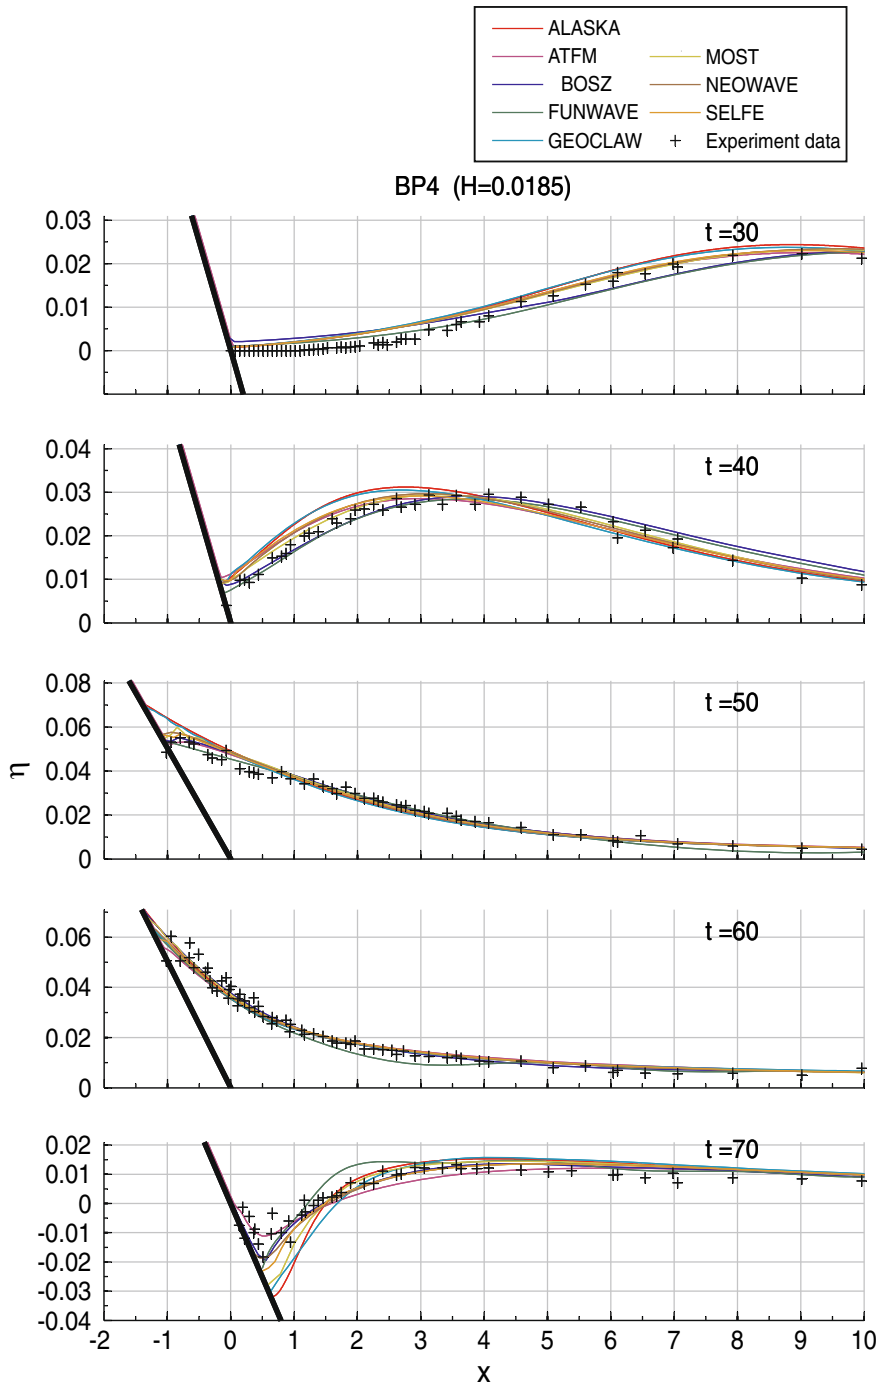 ALASKA
ATFM MOST
BOSZ NEOWAVE
FUNWAVE SELFE
GEOCLAW + Experiment data
BP4 (H=0.0185)
0.03
0.02
0.01
0
t =30
0.04
0.03
0.02
0.01
0
t =40
0.08
0.06
0.04
0.02
0
t =50
η
0.06
0.04
0.02
0
t =60
0.02
0.01
0
-0.01
-0.02
-0.03
-0.04
t =70
-2 -1 0 1 2 3 4 5 6 7 8 9 10
x